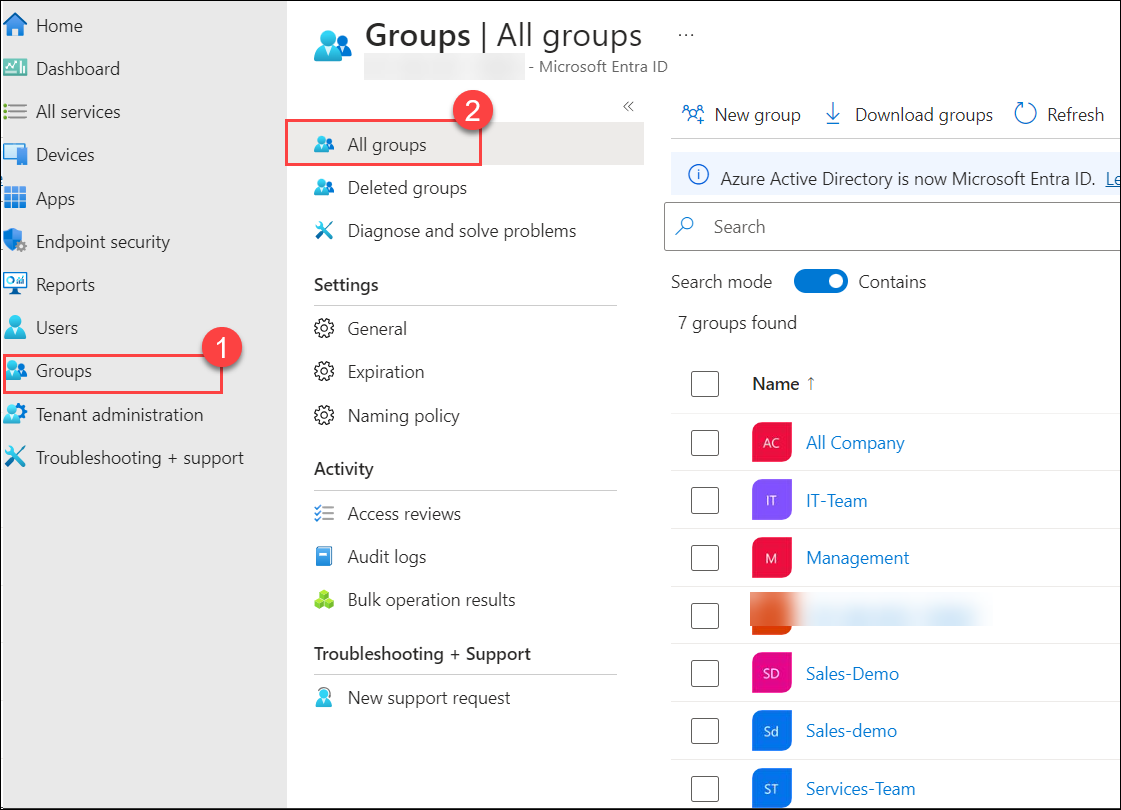 Home
Dashboard
All services
Devices
Apps
Endpoint security
Reports
Users
1
Groups
Tenant administration
Troubleshooting + support
Groups | All groups ...
- Microsoft Entra ID
«
2
All groups
Deleted groups
Diagnose and solve problems
Settings
General
Expiration
Naming policy
Activity
Access reviews
Audit logs
Bulk operation results
Troubleshooting + Support
New support request
New group Download groups Refresh
Azure Active Directory is now Microsoft Entra ID. Le
Search
Search mode Contains
7 groups found
Name ↑
AC All Company
IT IT-Team
M Management
SD Sales-Demo
Sd Sales-demo
ST Services-Team